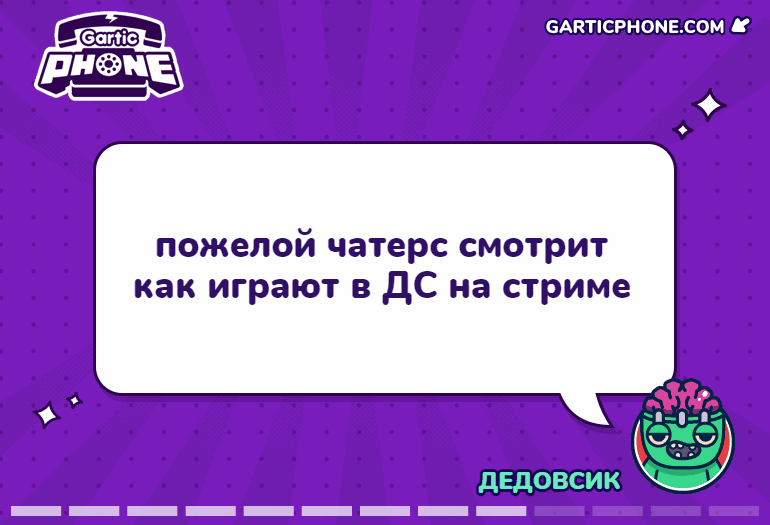 Gartic
PHONE
GARTICPHONE.COM
пожелой чатерс смотрит
как играют в ДС на стриме
ДЕДОВСИК